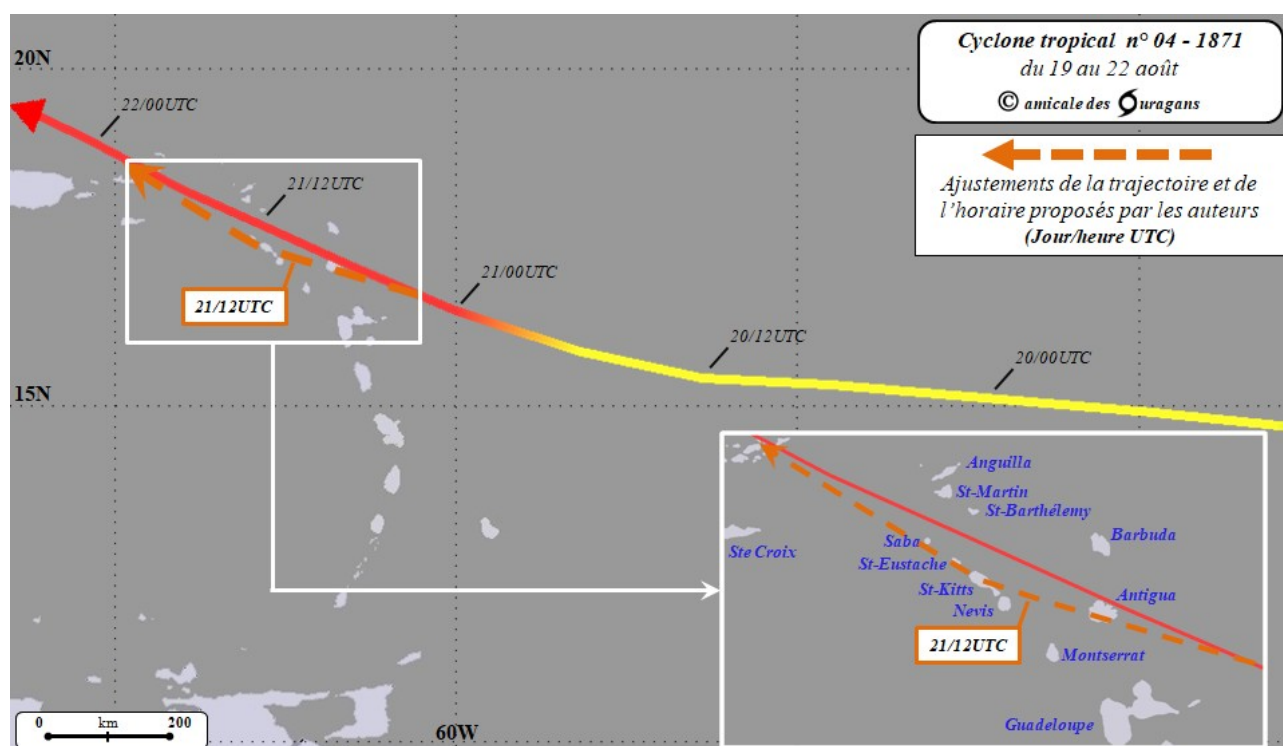 Cyclone tropical n° 04 - 1871
du 19 au 22 août
© amicale des Ouragans
Ajustements de la trajectoire et de
l'horaire proposés par les auteurs
(Jour/heure UTC)
20N
22/00UTC
21/12UTC
21/00UTC
21/12UTC
20/12UTC
20/00UTC
15N
Anguilla
St-Martin
St-Barthélemy
Ste Croix
Saba
Barbuda
St-Eustache
St-Kitts
Antigua
Nevis
21/12UTC
Montserrat
Guadeloupe
0 km 200
60W